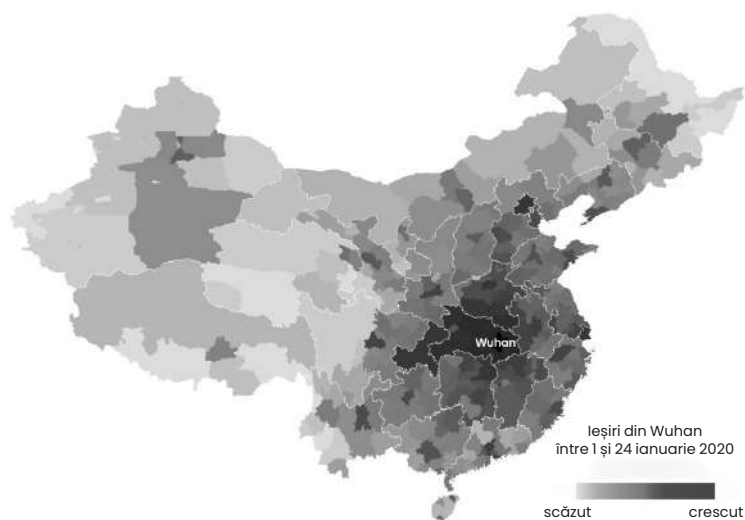 Wuhan
Ieșiri din Wuhan
între 1 și 24 ianuarie 2020
scăzut crescut